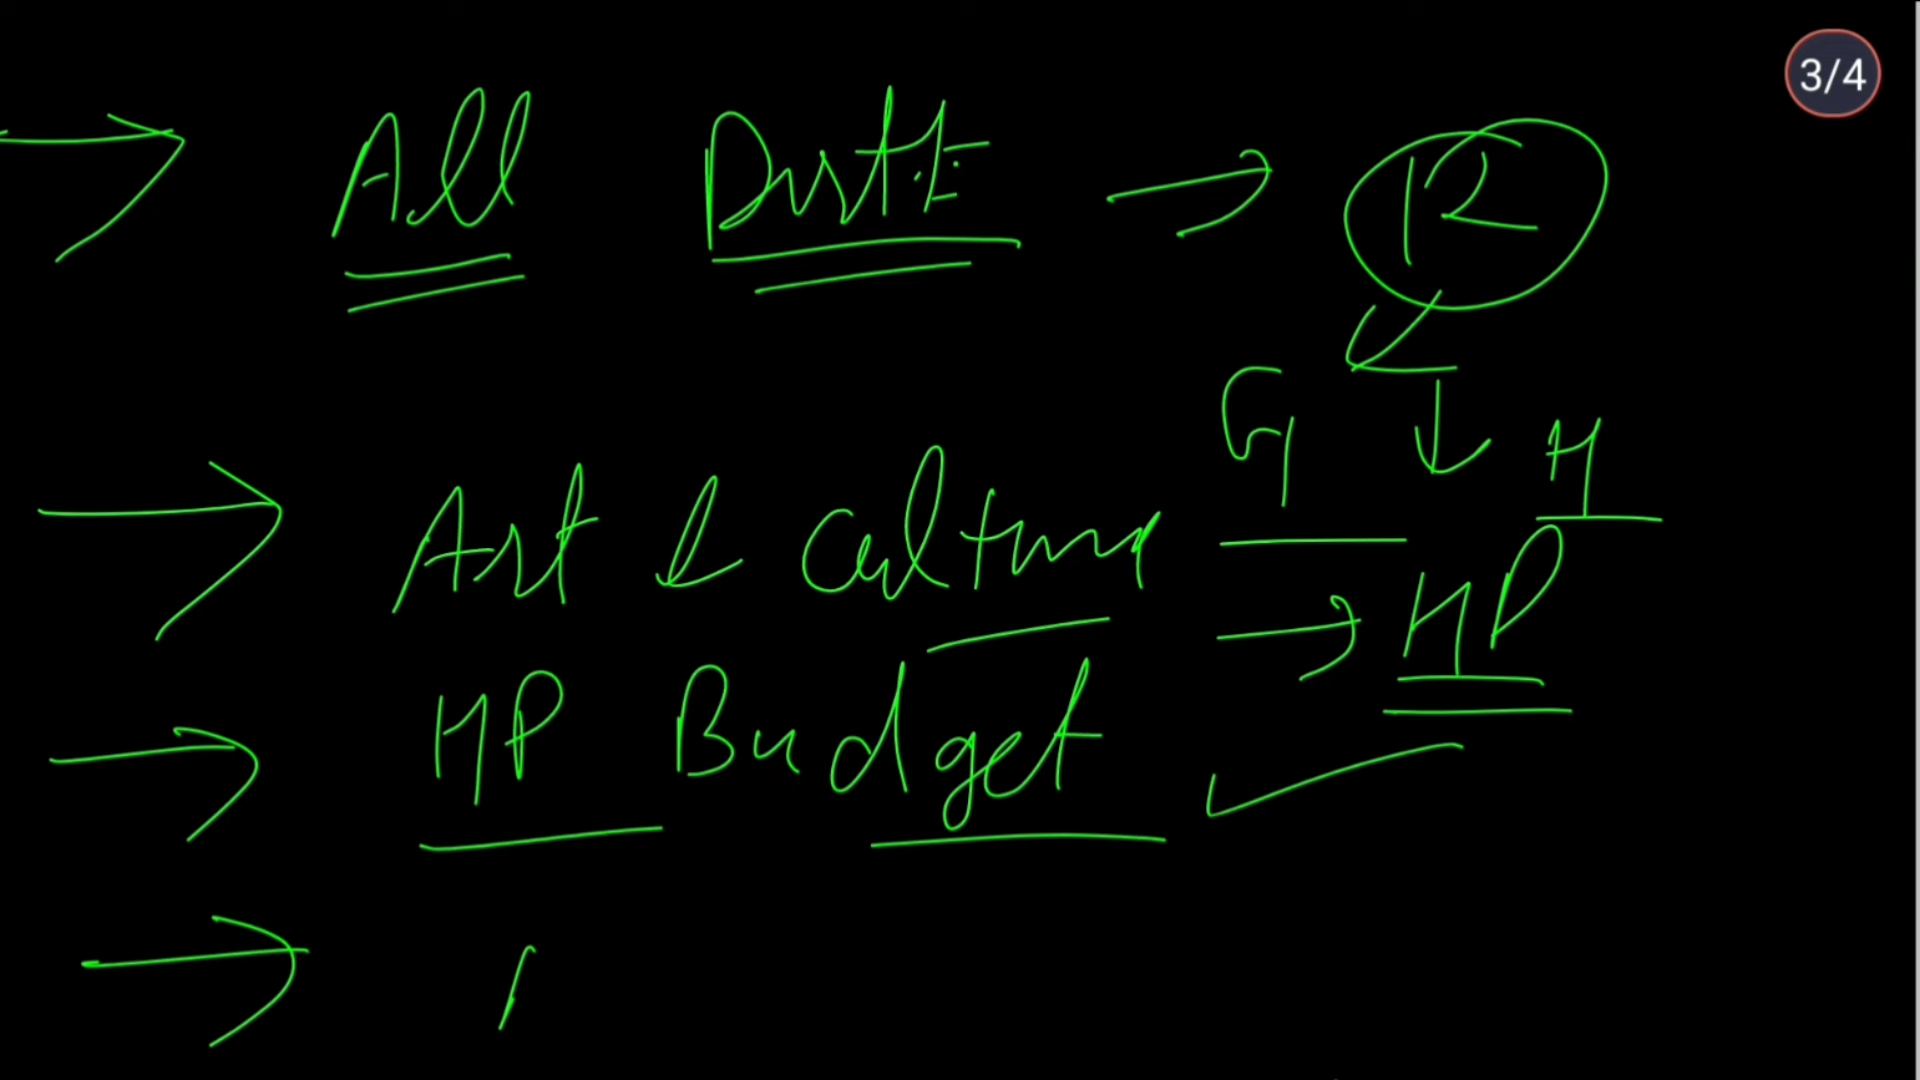 3/4
→ All Distt. → 12
G H
→ Art & Culture → HP
→ HP Budget
→